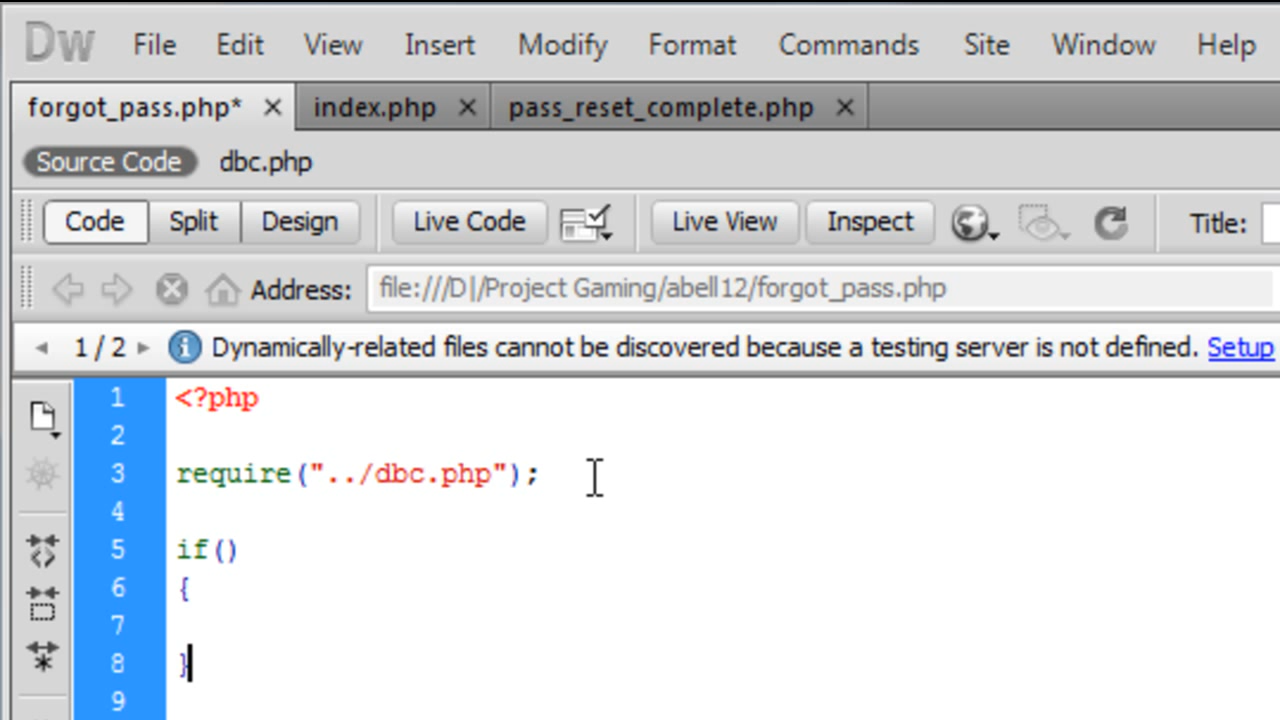 Dw File Edit View Insert Modify Format Commands Site Window Help
forgot_pass.php* × index.php × pass_reset_complete.php ×
Source Code dbc.php
Code Split Design Live Code Live View Inspect Title:
Address: file:///D|/Project Gaming/abell12/forgot_pass.php
1 / 2 Dynamically-related files cannot be discovered because a testing server is not defined. Setup
1 <?php
2
3 require("../dbc.php");
4
5 if()
6 {
7
8 }
9